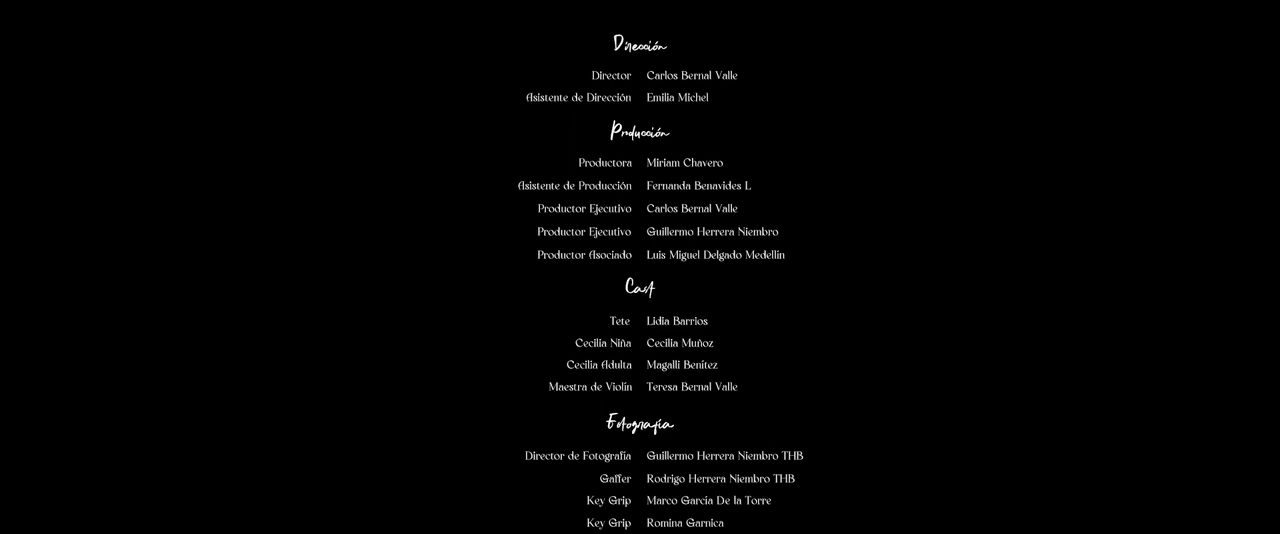 Dirección
Director Carlos Bernal Valle
Asistente de Dirección Emilia Michel
Producción
Productora Miriam Chavero
Asistente de Producción Fernanda Benavides L
Productor Ejecutivo Carlos Bernal Valle
Productor Ejecutivo Guillermo Herrera Niembro
Productor Asociado Luis Miguel Delgado Medellín
Cast
Tete Lidia Barrios
Cecilia Niña Cecilia Muñoz
Cecilia Adulta Magalli Benítez
Maestra de Violín Teresa Bernal Valle
Fotografía
Director de Fotografía Guillermo Herrera Niembro THB
Gaffer Rodrigo Herrera Niembro THB
Key Grip Marco García De la Torre
Key Grip Romina Garnica